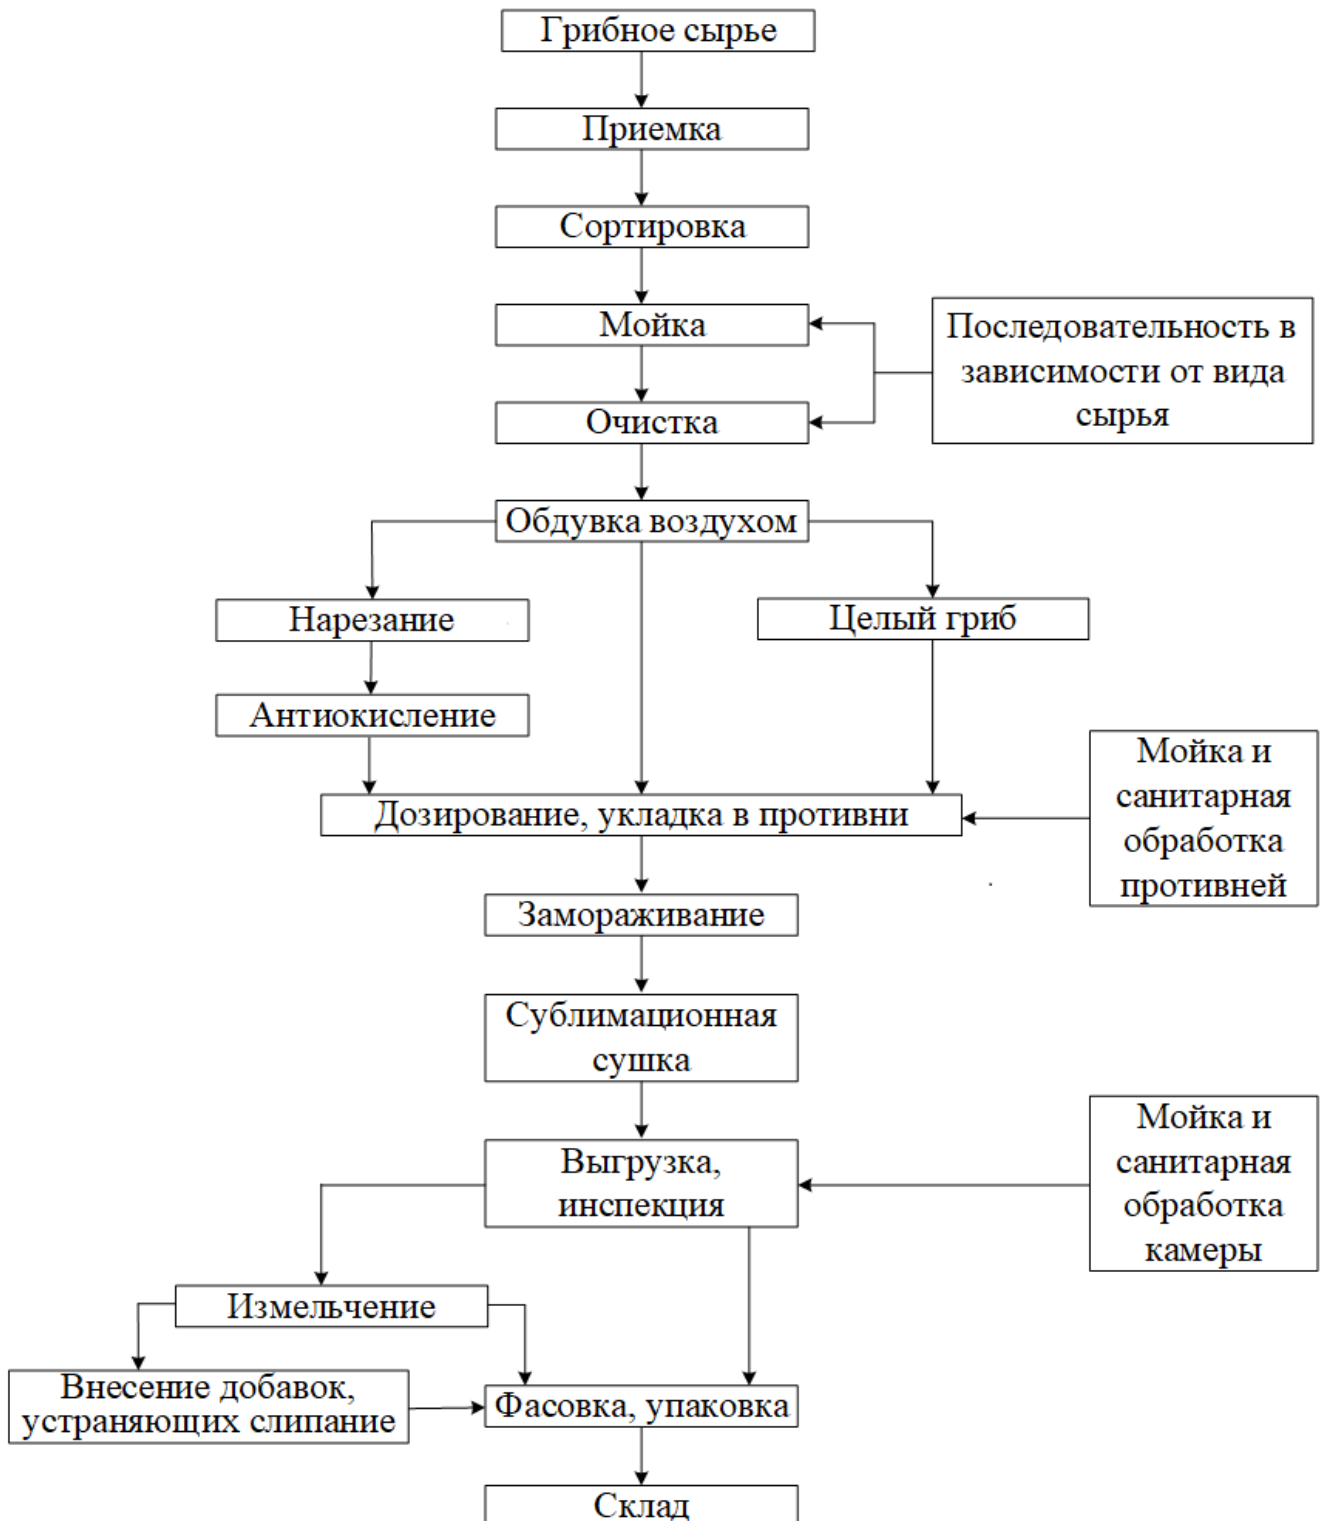 Грибное сырье
Приемка
Сортировка
Мойка
Последовательность в
зависимости от вида
сырья
Очистка
Обдувка воздухом
Нарезание
Целый гриб
Антиокисление
Мойка и
санитарная
обработка
противней
Дозирование, укладка в противни
Замораживание
Сублимационная
сушка
Выгрузка,
инспекция
Мойка и
санитарная
обработка
камеры
Измельчение
Внесение добавок,
устраняющих слипание
Фасовка, упаковка
Склад